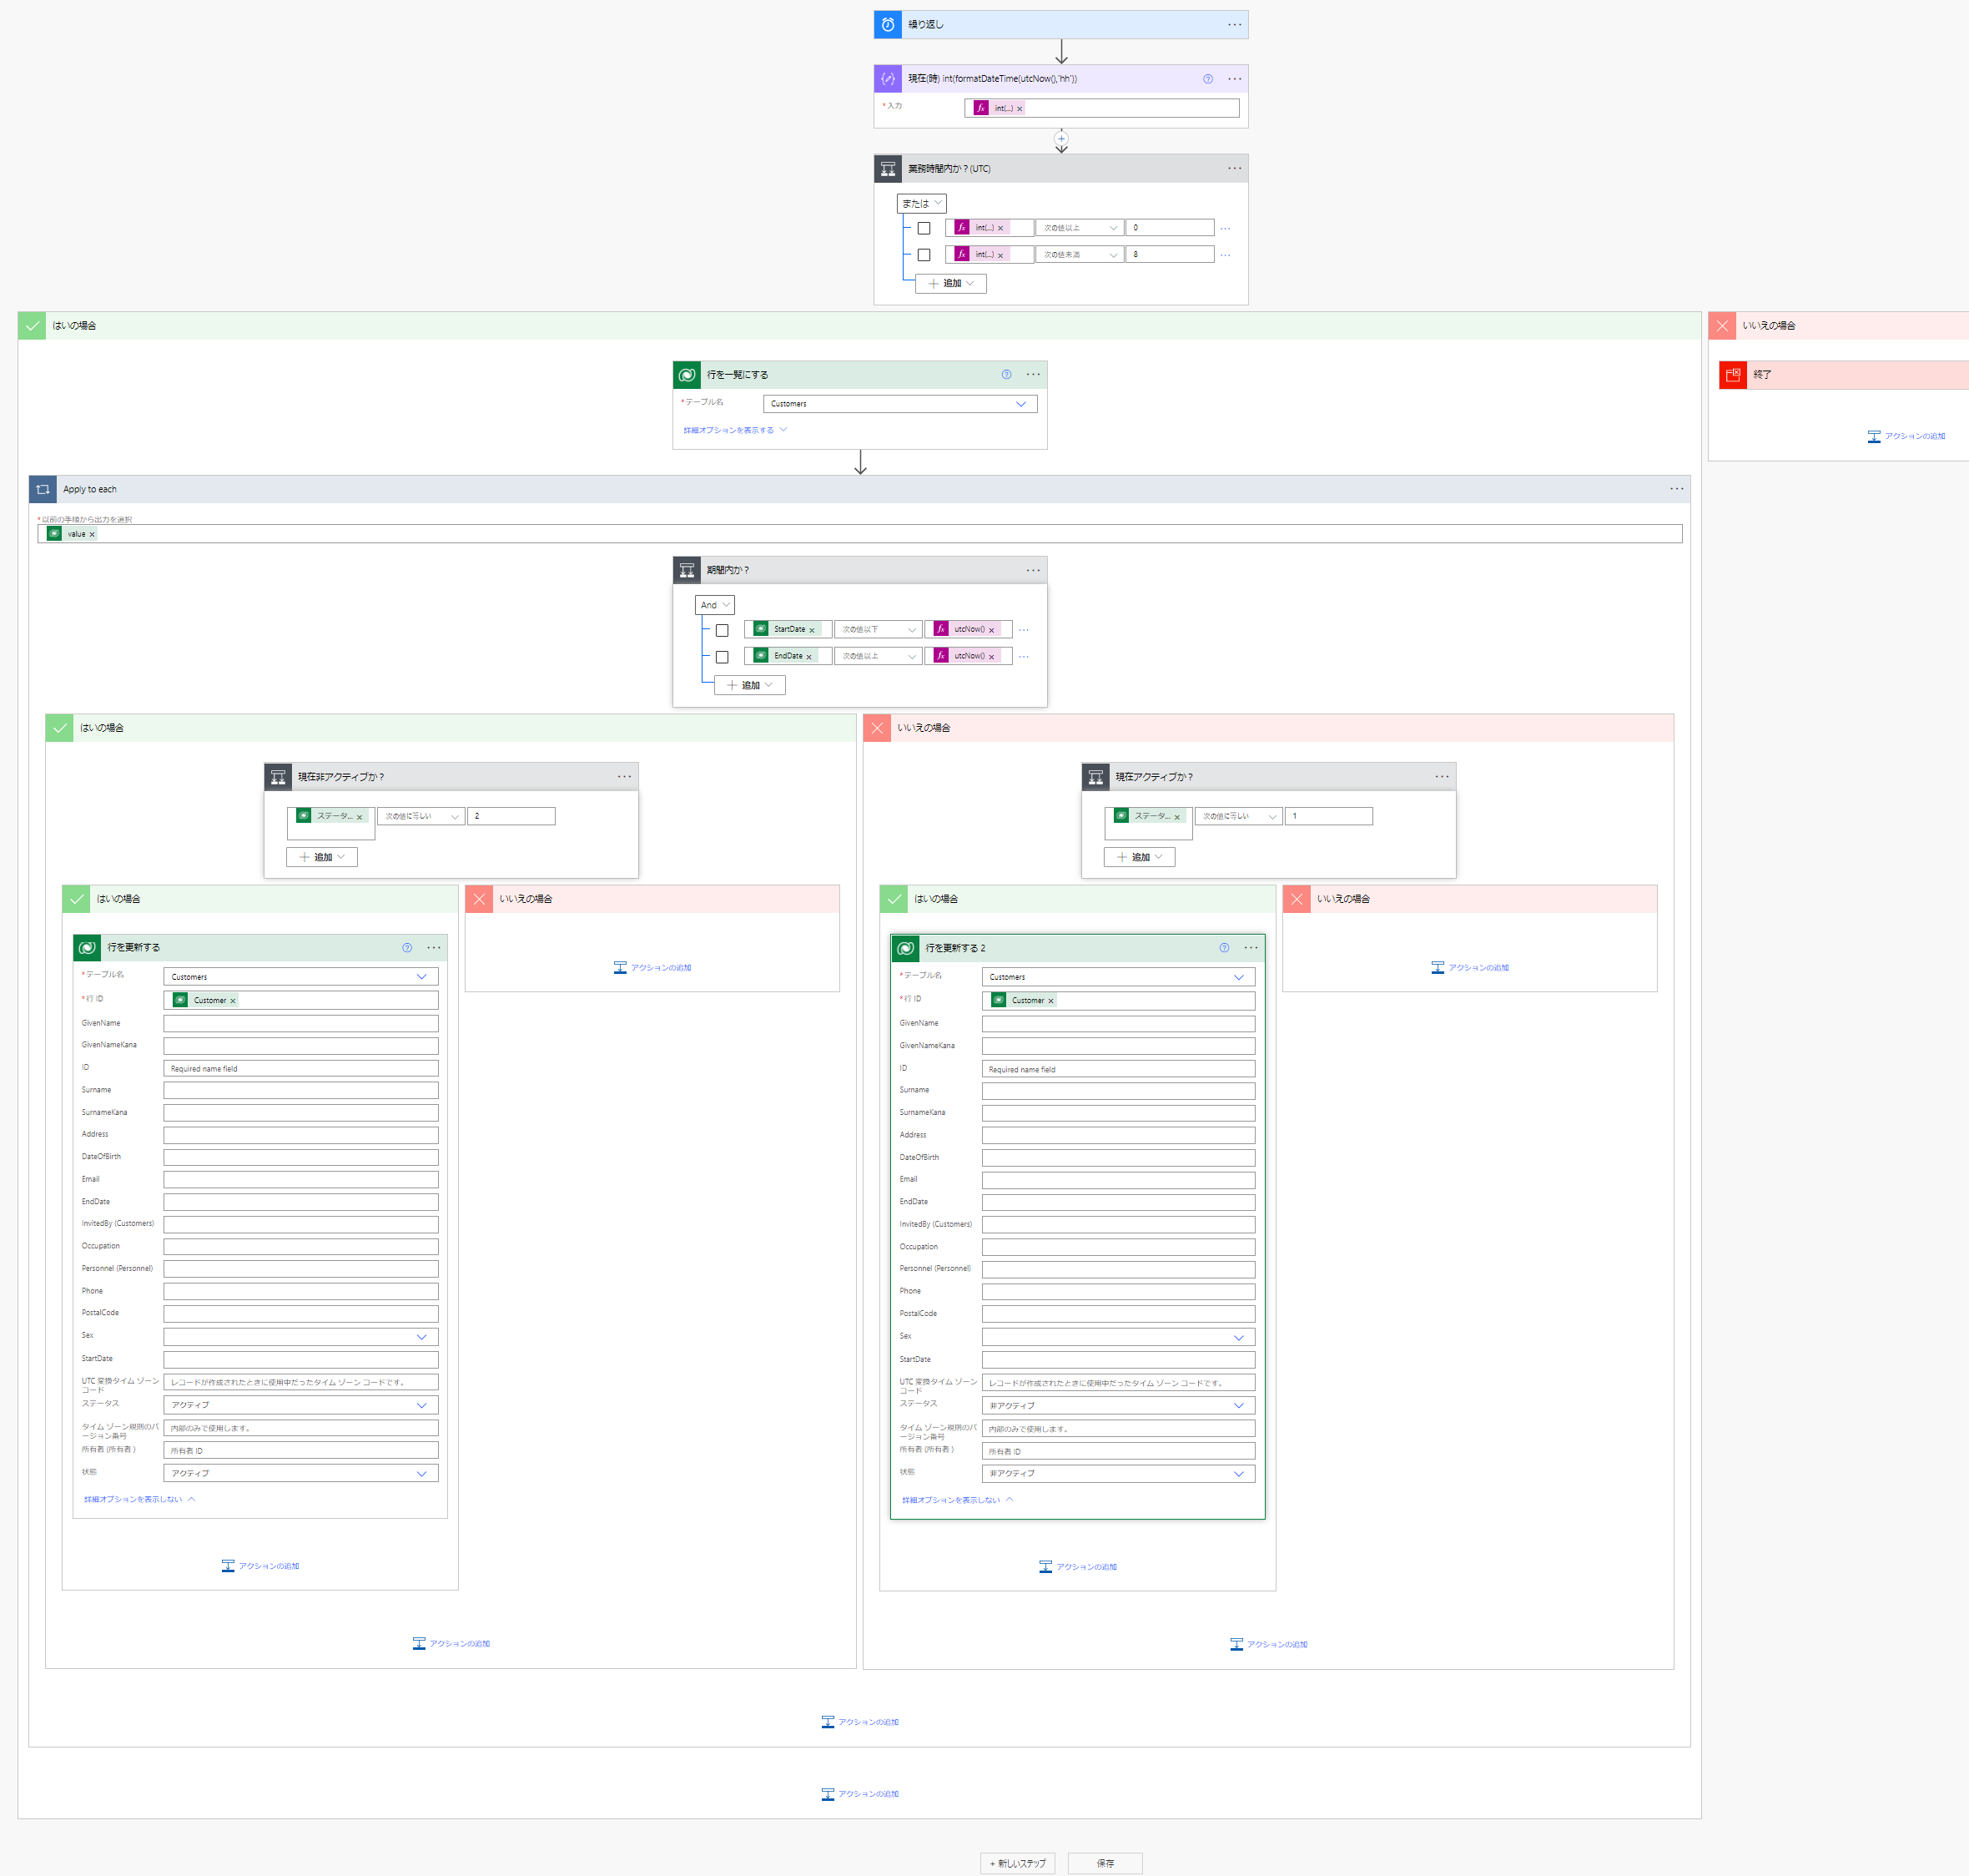 繰り返し
現在(時) int(formatDateTime(utcNow(),'hh'))
*入力
int(...)
業務時間内か？(UTC)
または
int(...) 次の値以上 0
int(...) 次の値未満 8
追加
はいの場合
いいえの場合
行を一覧にする
終了
*テーブル名 Customers
詳細オプションを表示する
アクションの追加
Apply to each
*以前の手順から出力を選択
value
期間内か？
And
StartDate 次の値以下 utcNow()
EndDate 次の値以上 utcNow()
追加
はいの場合
いいえの場合
現在非アクティブか？
ステータ... 次の値に等しい 2
追加
はいの場合
いいえの場合
行を更新する
アクションの追加
*テーブル名 Customers
*行 ID Customer
GivenName
GivenNameKana
ID Required name field
Surname
SurnameKana
Address
DateOfBirth
Email
EndDate
InvitedBy (Customers)
Occupation
Personnel (Personnel)
Phone
PostalCode
Sex
StartDate
UTC 変換タイム ゾーン
コード
レコードが作成されたときに使用中だったタイム ゾーン コードです。
ステータス アクティブ
タイム ゾーン規則のバ
ージョン番号
内部のみで使用します。
所有者 (所有者 ) 所有者 ID
状態 アクティブ
詳細オプションを表示しない
アクションの追加
アクションの追加
現在アクティブか？
ステータ... 次の値に等しい 1
追加
はいの場合
いいえの場合
行を更新する 2
アクションの追加
*テーブル名 Customers
*行 ID Customer
GivenName
GivenNameKana
ID Required name field
Surname
SurnameKana
Address
DateOfBirth
Email
EndDate
InvitedBy (Customers)
Occupation
Personnel (Personnel)
Phone
PostalCode
Sex
StartDate
UTC 変換タイム ゾーン
コード
レコードが作成されたときに使用中だったタイム ゾーン コードです。
ステータス 非アクティブ
タイム ゾーン規則のバ
ージョン番号
内部のみで使用します。
所有者 (所有者 ) 所有者 ID
状態 非アクティブ
詳細オプションを表示しない
アクションの追加
アクションの追加
アクションの追加
アクションの追加
+ 新しいステップ
保存